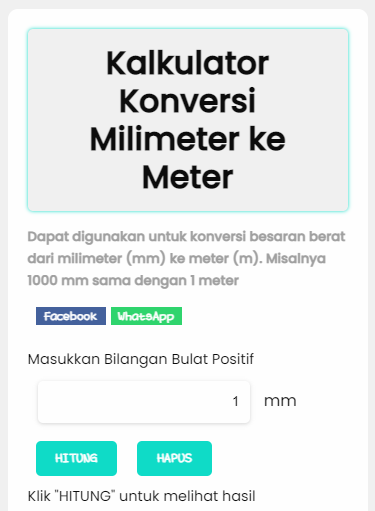 Kalkulator
Konversi
Milimeter ke
Meter
Dapat digunakan untuk konversi besaran berat
dari milimeter (mm) ke meter (m). Misalnya
1000 mm sama dengan 1 meter
Facebook WhatsApp
Masukkan Bilangan Bulat Positif
1 mm
HITUNG HAPUS
Klik "HITUNG" untuk melihat hasil